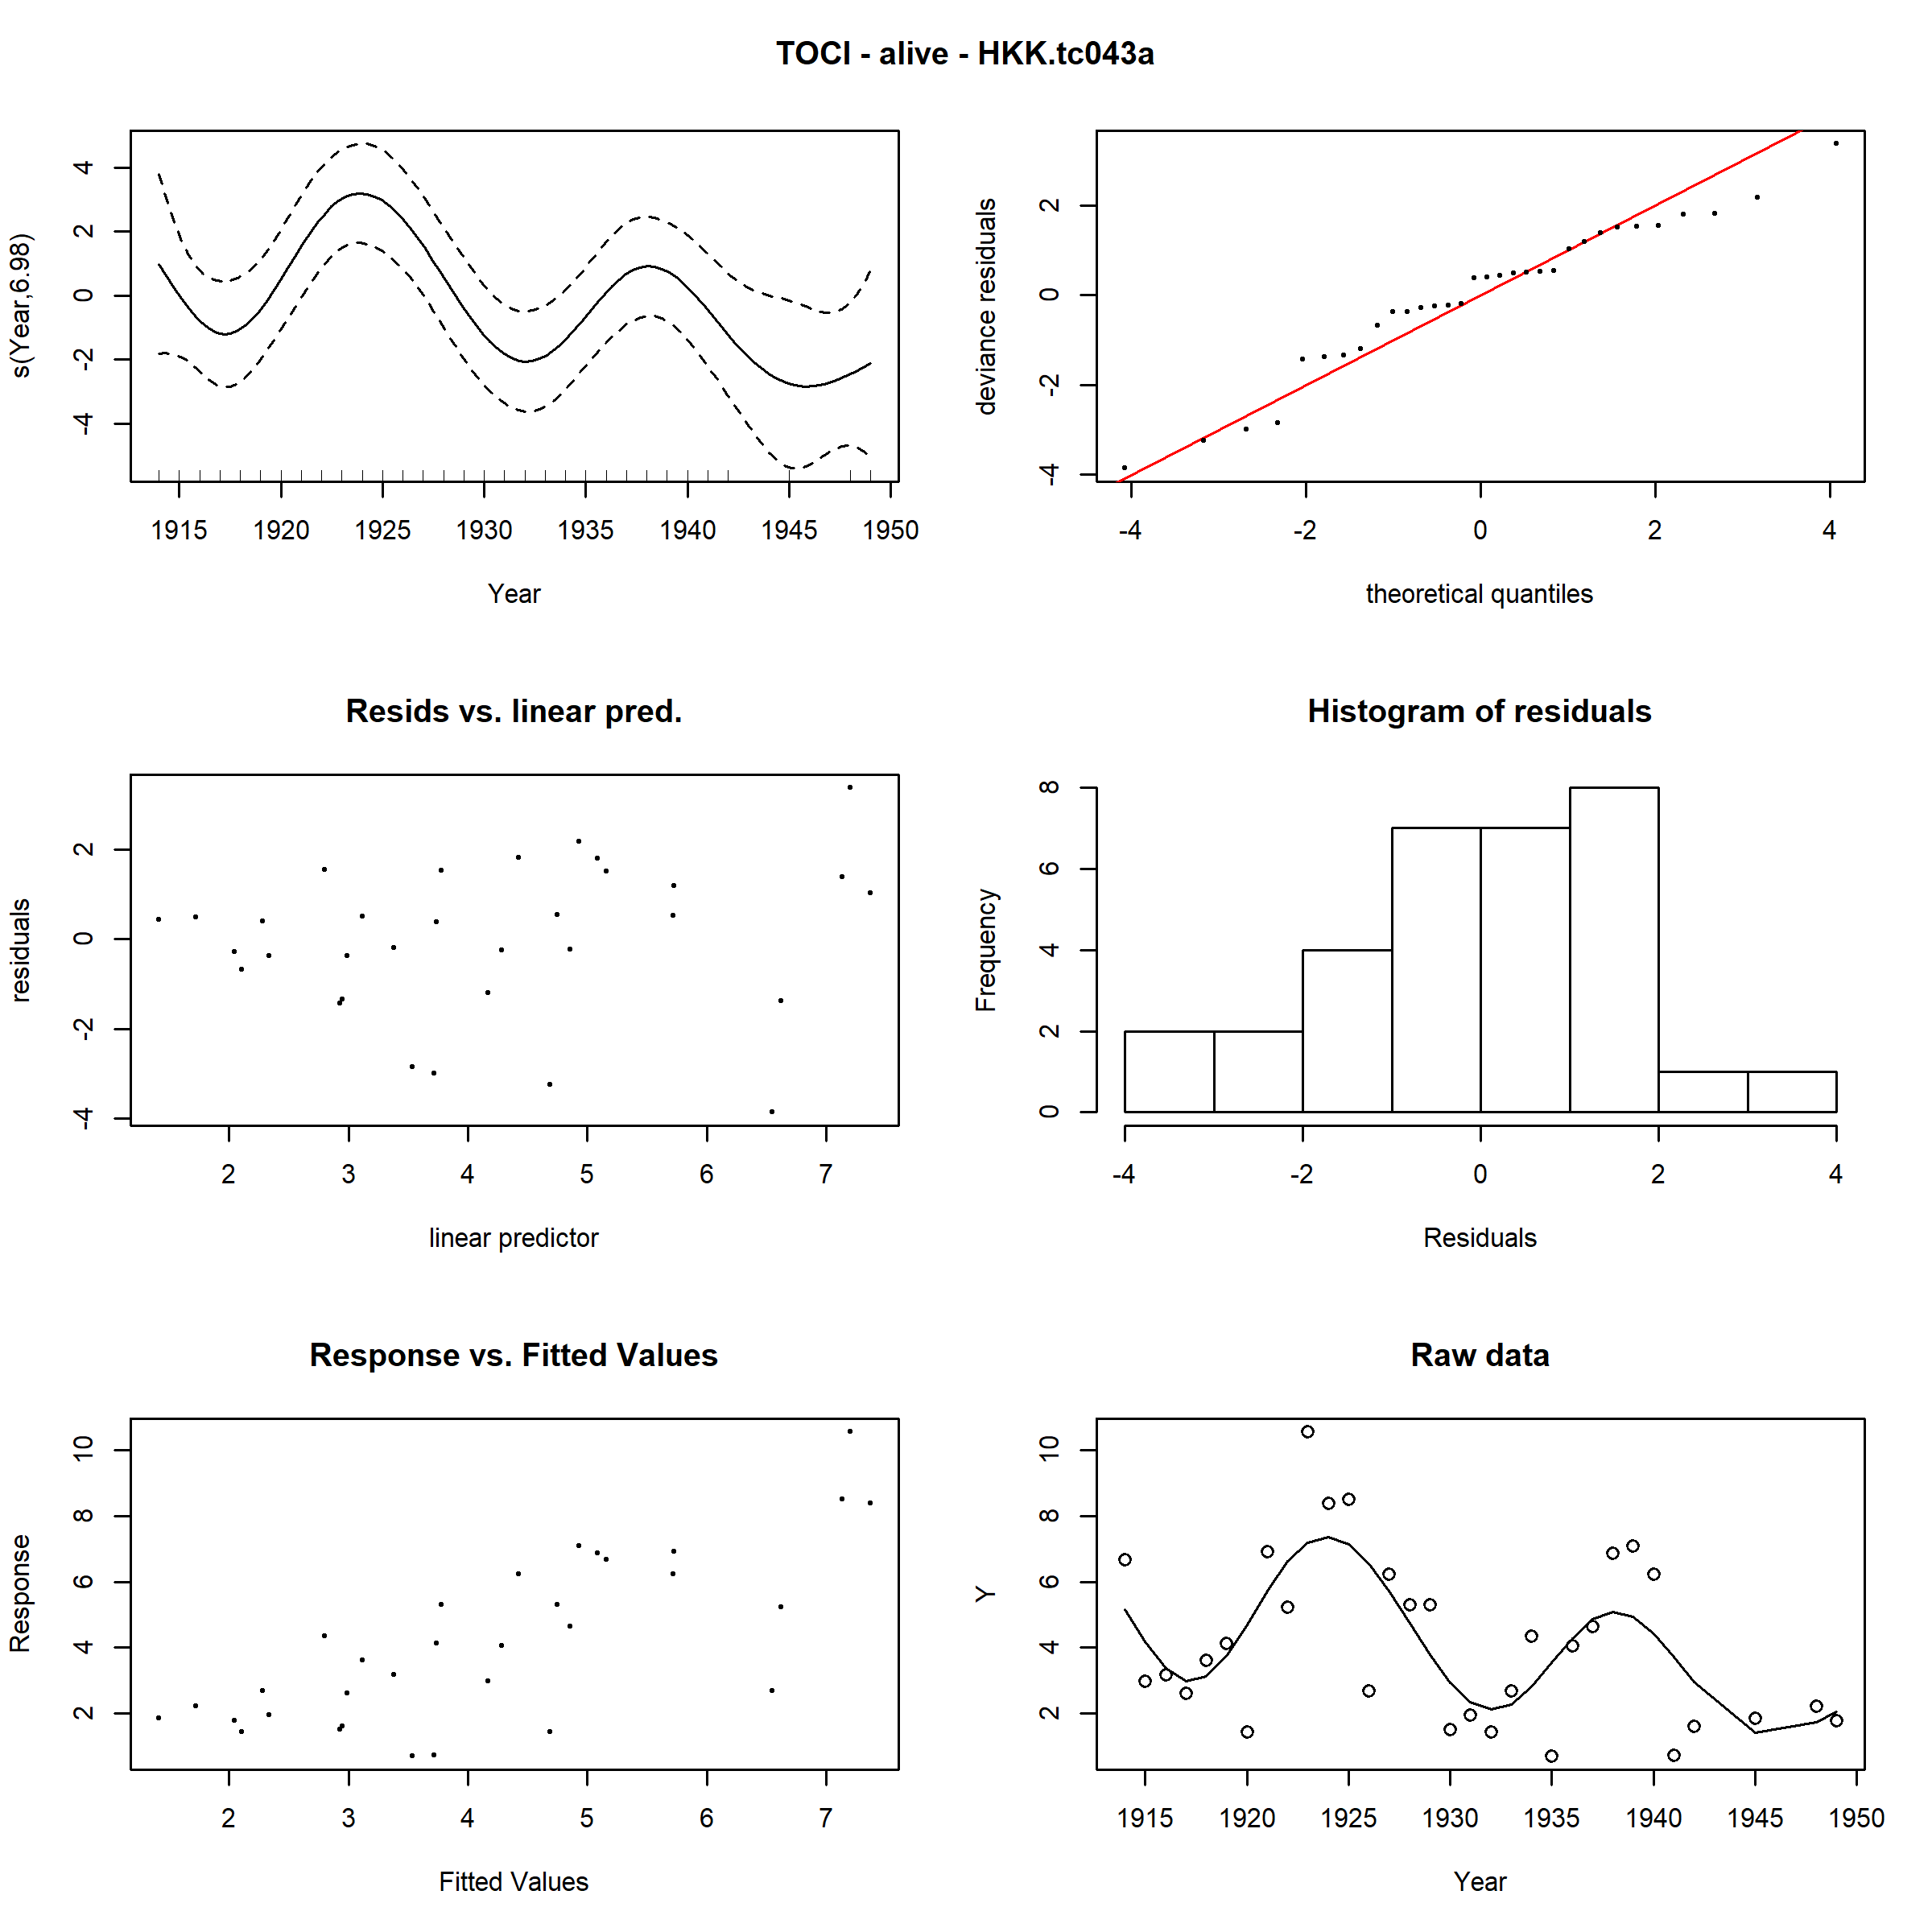 TOCI - alive - HKK.tc043a
s(Year,6.98)
4
2
0
-2
-4
1915 1920 1925 1930 1935 1940 1945 1950
Year
deviance residuals
2
0
-2
-4
-4 -2 0 2 4
theoretical quantiles
Resids vs. linear pred.
residuals
2
0
-2
-4
2 3 4 5 6 7
linear predictor
Histogram of residuals
Frequency
8
6
4
2
0
-4 -2 0 2 4
Residuals
Response vs. Fitted Values
Response
10
8
6
4
2
2 3 4 5 6 7
Fitted Values
Raw data
Y
10
8
6
4
2
1915 1920 1925 1930 1935 1940 1945 1950
Year